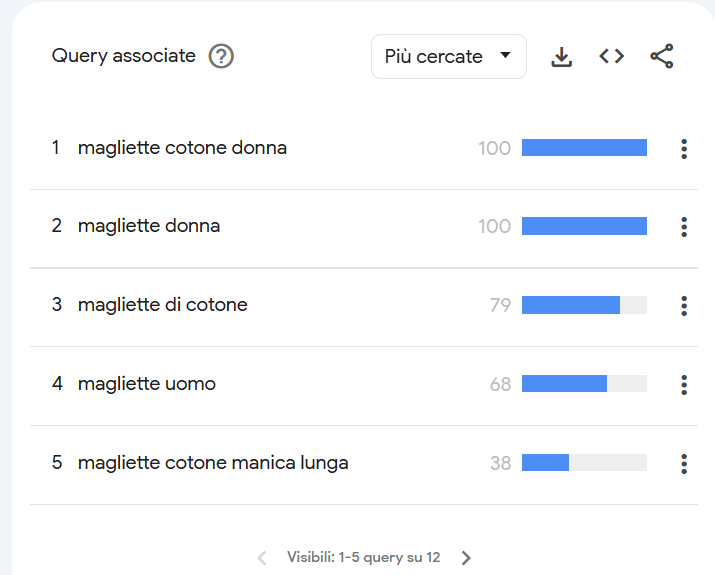 Query associate ?
Più cercate
1 magliette cotone donna 100
2 magliette donna 100
3 magliette di cotone 79
4 magliette uomo 68
5 magliette cotone manica lunga 38
Visibili: 1-5 query su 12